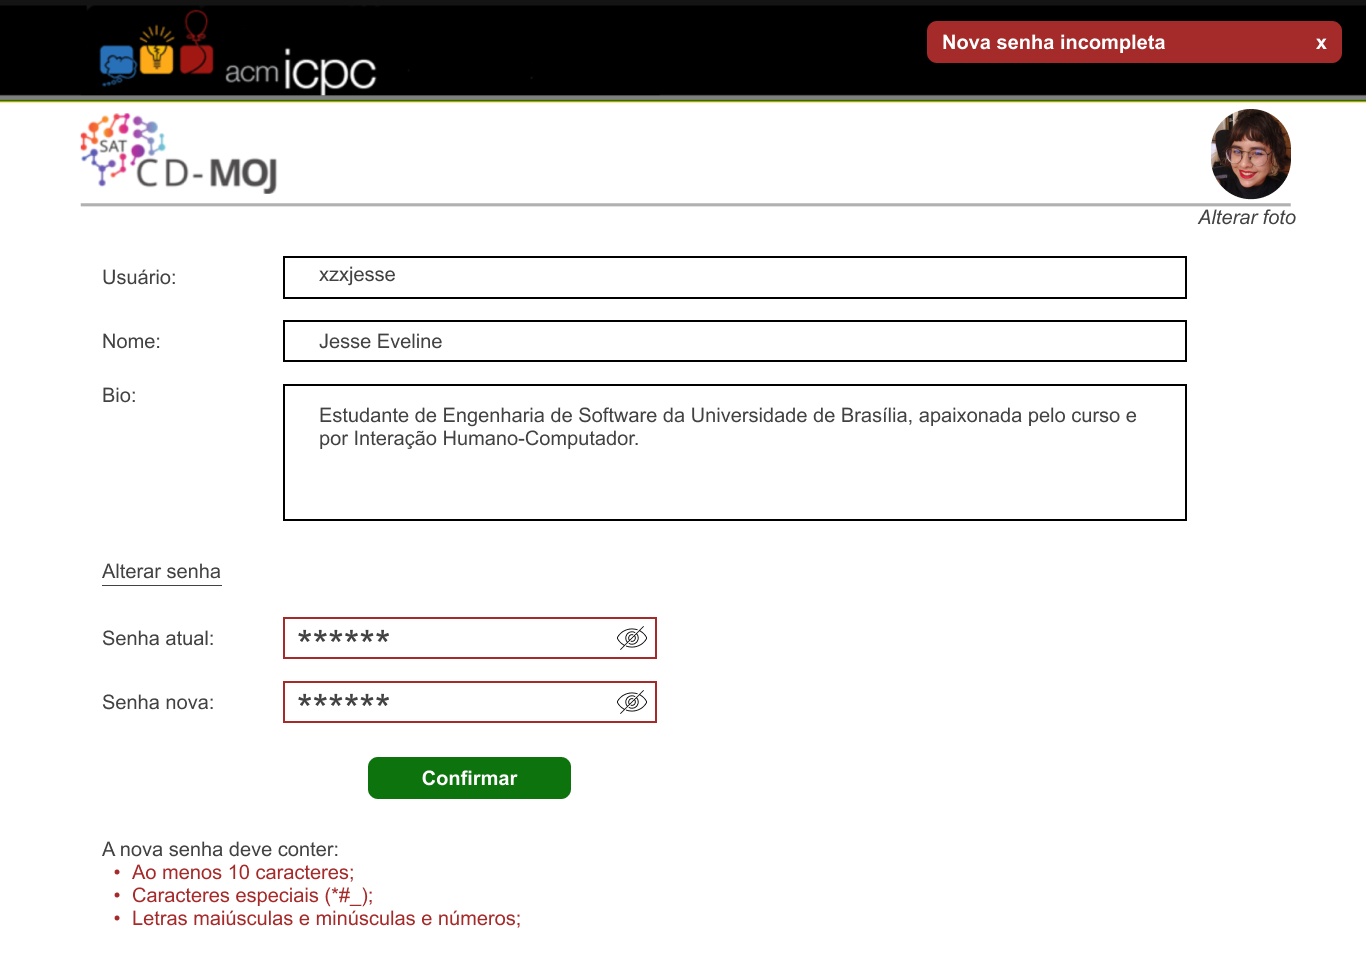 acm icpc
Nova senha incompleta x
SAT
CD-MOJ
Alterar foto
Usuário:
xzxjesse
Nome:
Jesse Eveline
Bio:
Estudante de Engenharia de Software da Universidade de Brasília, apaixonada pelo curso e
por Interação Humano-Computador.
Alterar senha
Senha atual:
******
Senha nova:
******
Confirmar
A nova senha deve conter:
• Ao menos 10 caracteres;
• Caracteres especiais (*#_);
• Letras maiúsculas e minúsculas e números;